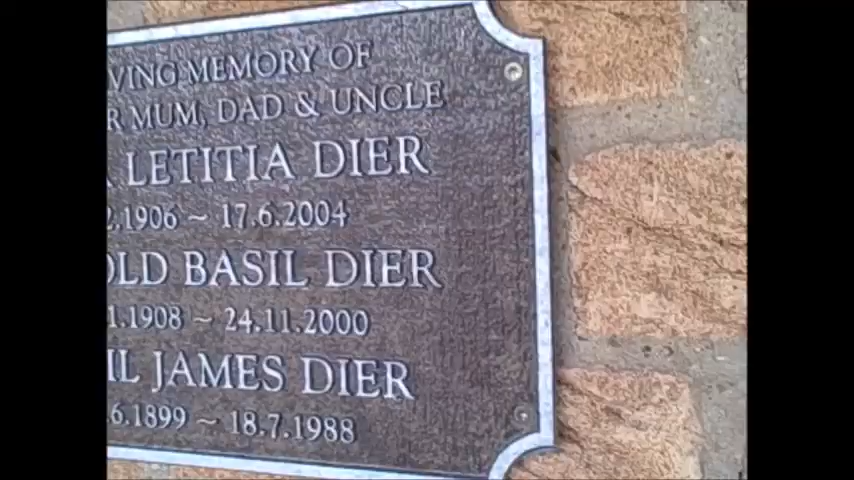 VING MEMORY OF
R MUM, DAD & UNCLE
LETITIA DIER
2.1906 ~ 17.6.2004
OLD BASIL DIER
1.1908 ~ 24.11.2000
IL JAMES DIER
.6.1899 ~ 18.7.1988